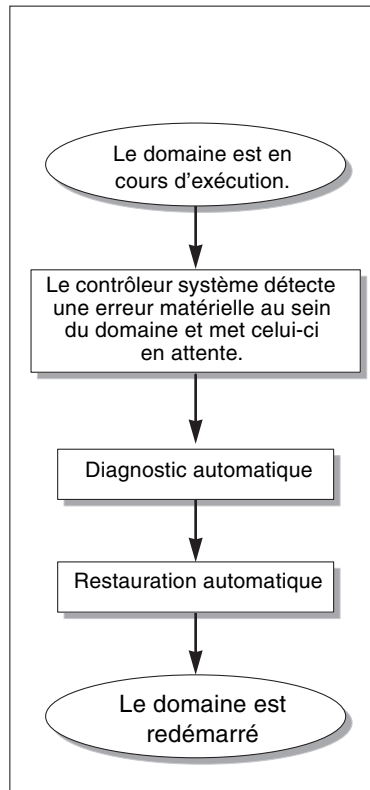 Le domaine est en
cours d'exécution.
Le contrôleur système détecte
une erreur matérielle au sein
du domaine et met celui-ci
en attente.
Diagnostic automatique
Restauration automatique
Le domaine est
redémarré